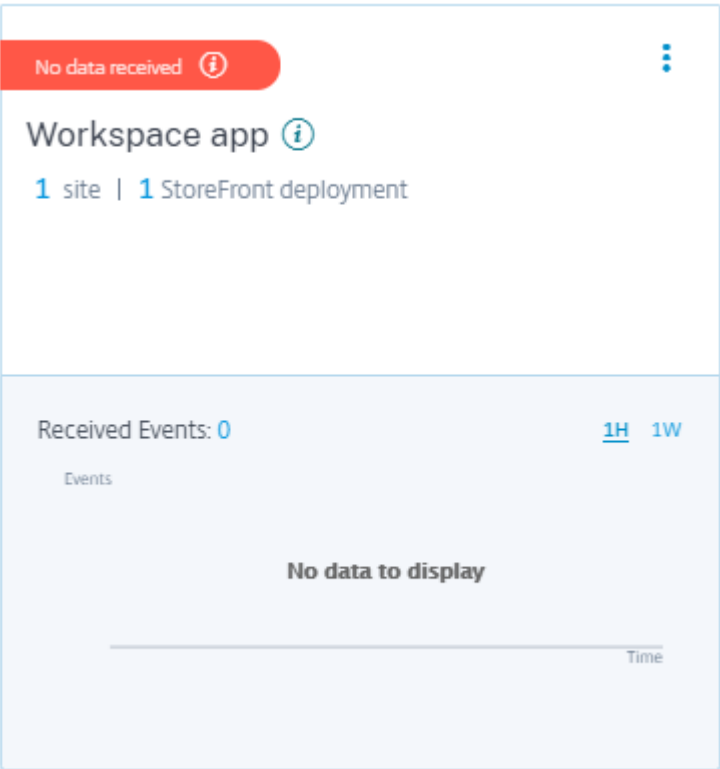 No data received
Workspace app
1 site | 1 StoreFront deployment
Received Events: 0
1H 1W
Events
No data to display
Time